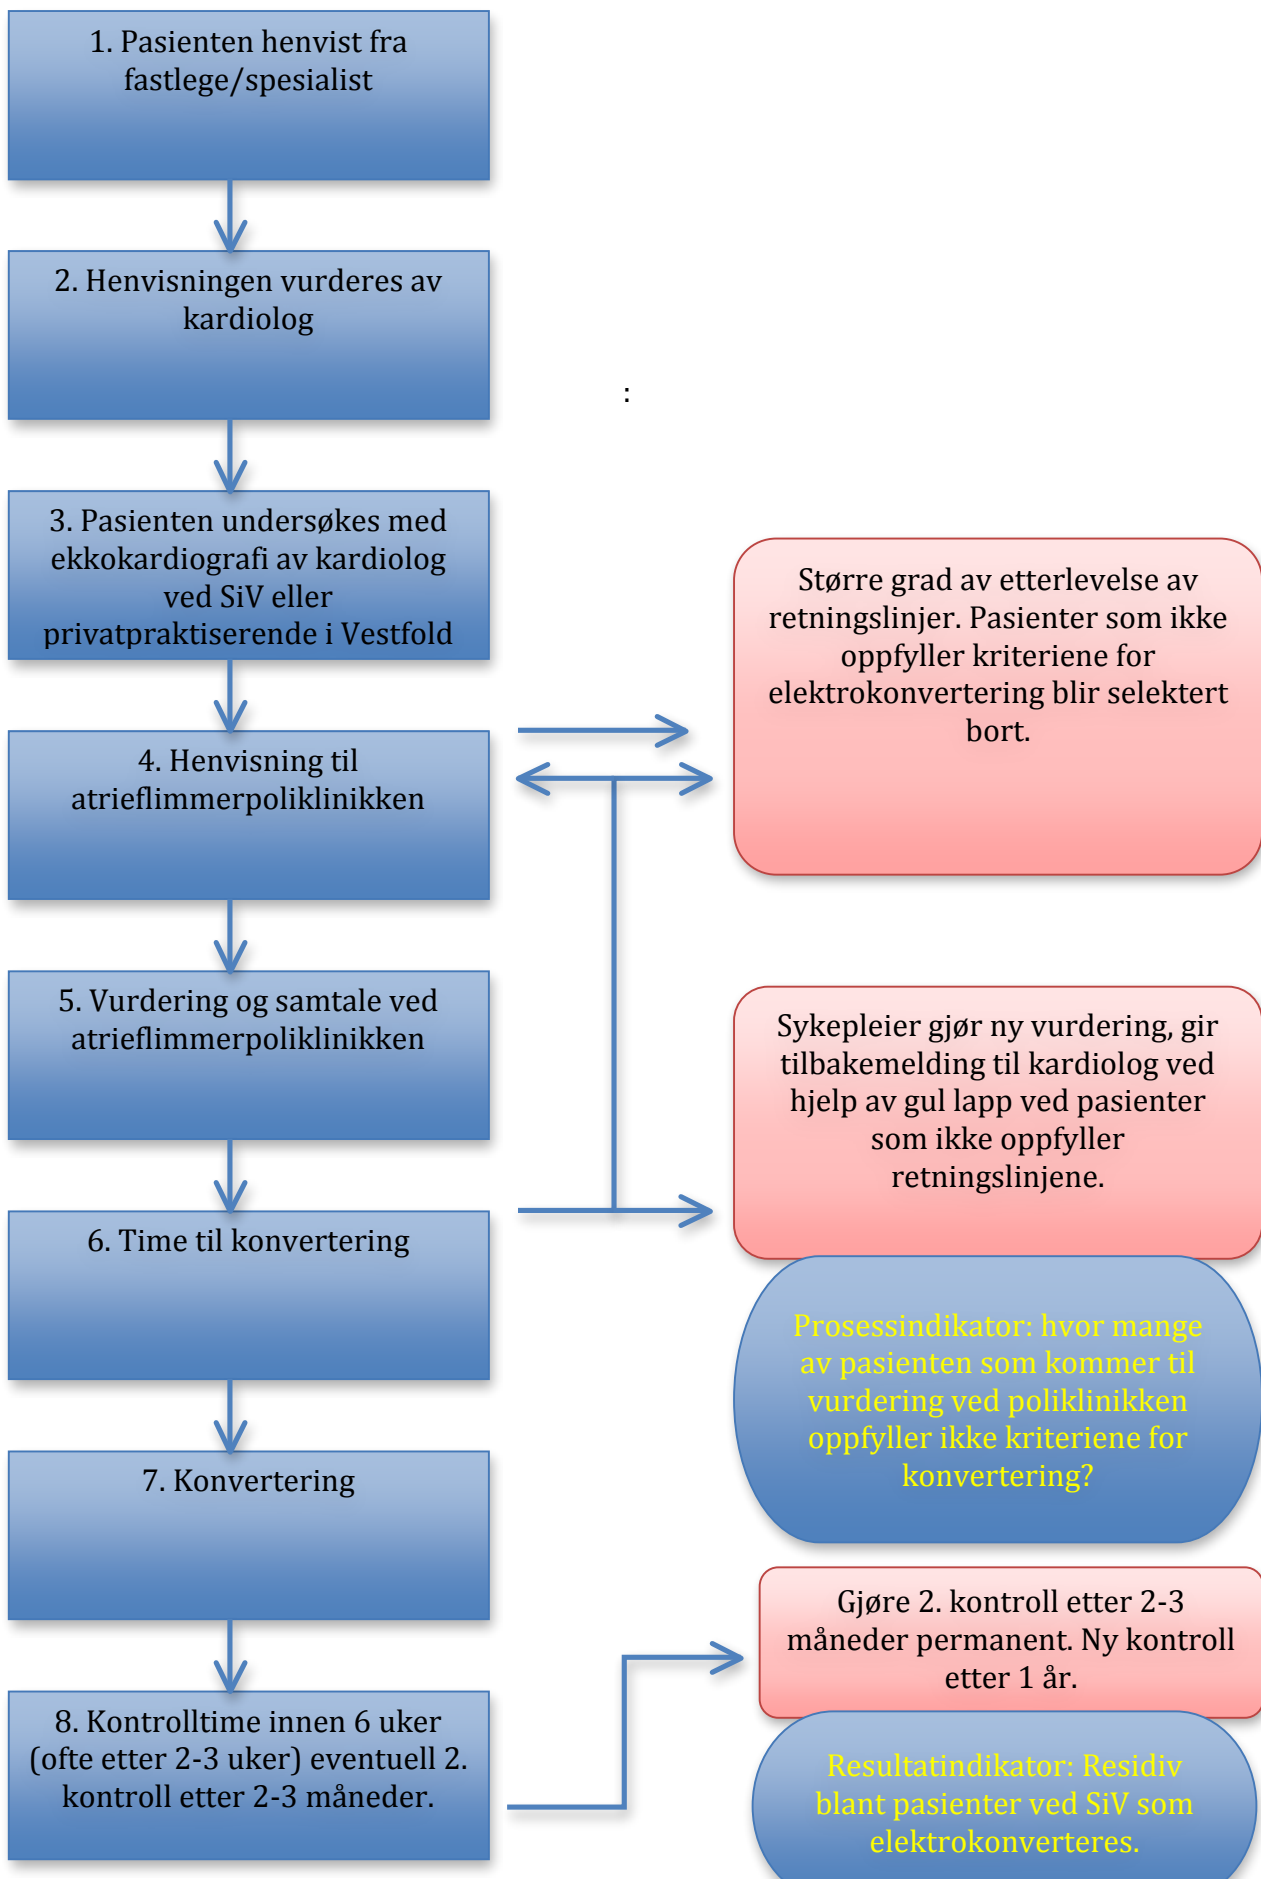 1. Pasienten henvist fra
fastlege/spesialist
2. Henvisningen vurderes av
kardiolog
:
3. Pasienten undersøkes med
ekkokardiografi av kardiolog
ved SiV eller
privatpraktiserende i Vestfold
4. Henvisning til
atrieflimmerpoliklinikken
5. Vurdering og samtale ved
atrieflimmerpoliklinikken
6. Time til konvertering
7. Konvertering
8. Kontrolltime innen 6 uker
(ofte etter 2-3 uker) eventuell 2.
kontroll etter 2-3 måneder.
Større grad av etterlevelse av
retningslinjer. Pasienter som ikke
oppfyller kriteriene for
elektrokonvertering blir selektert
bort.
Sykepleier gjør ny vurdering, gir
tilbakemelding til kardiolog ved
hjelp av gul lapp ved pasienter
som ikke oppfyller
retningslinjene.
Prosessindikator: hvor mange
av pasienten som kommer til
vurdering ved poliklinikken
oppfyller ikke kriteriene for
konvertering?
Gjøre 2. kontroll etter 2-3
måneder permanent. Ny kontroll
etter 1 år.
Resultatindikator: Residiv
blant pasienter ved SiV som
elektrokonverteres.